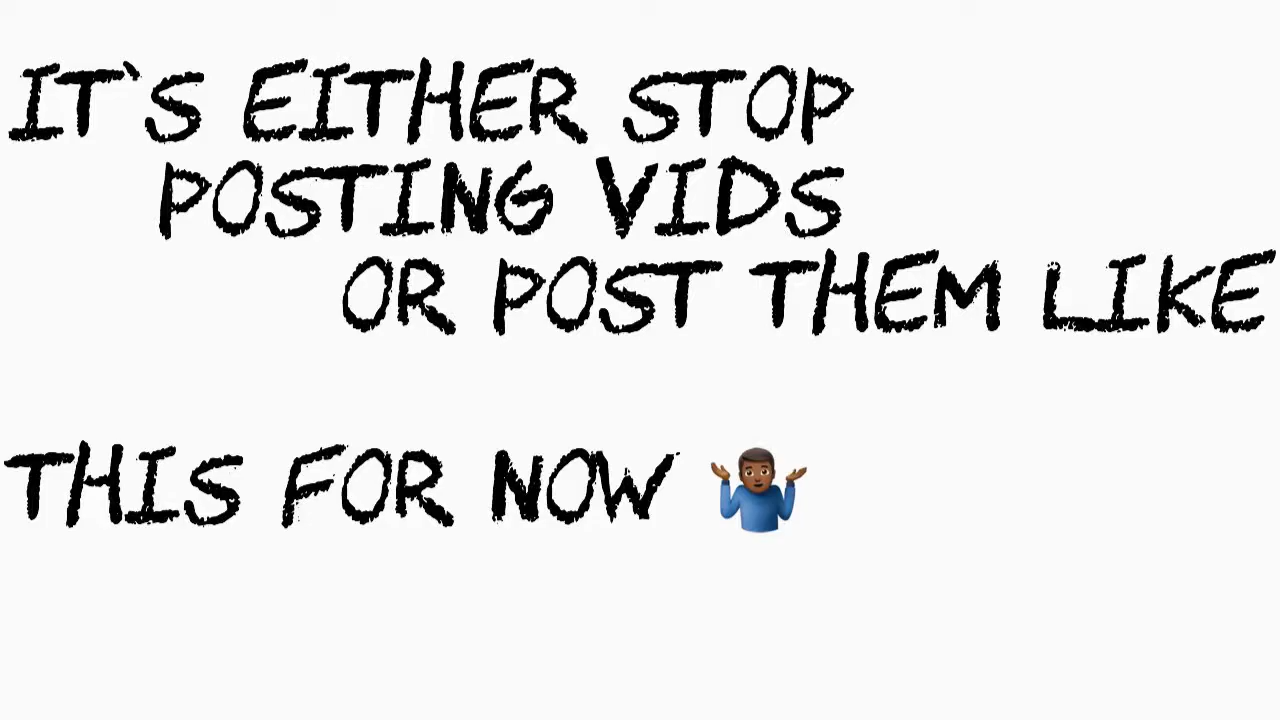 IT`S EITHER STOP
POSTING VIDS
OR POST THEM LIKE
THIS FOR NOW 🤷🏾‍♂️